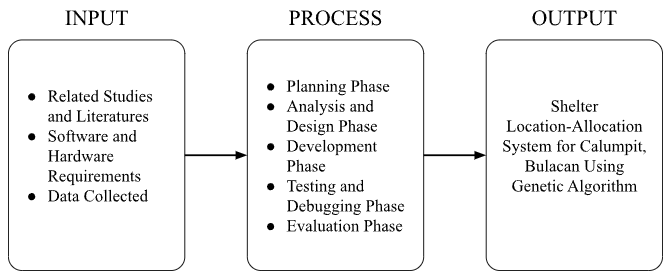 INPUT
● Related Studies
and Literatures
● Software and
Hardware
Requirements
● Data Collected
PROCESS
● Planning Phase
● Analysis and
Design Phase
● Development
Phase
● Testing and
Debugging Phase
● Evaluation Phase
OUTPUT
Shelter
Location-Allocation
System for Calumpit,
Bulacan Using
Genetic Algorithm